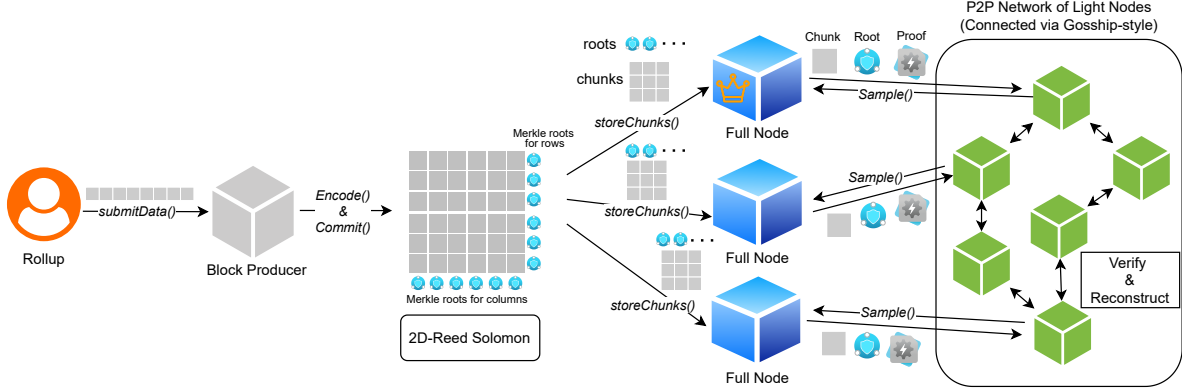 P2P Network of Light Nodes
(Connected via Gosship-style)
roots
chunks
Chunk
Root
Proof
Sample()
storeChunks()
Full Node
Merkle roots
for rows
submitData()
Encode()
&
Commit()
Rollup
Block Producer
Merkle roots for columns
2D-Reed Solomon
storeChunks()
Sample()
Full Node
storeChunks()
Sample()
Full Node
Verify
&
Reconstruct